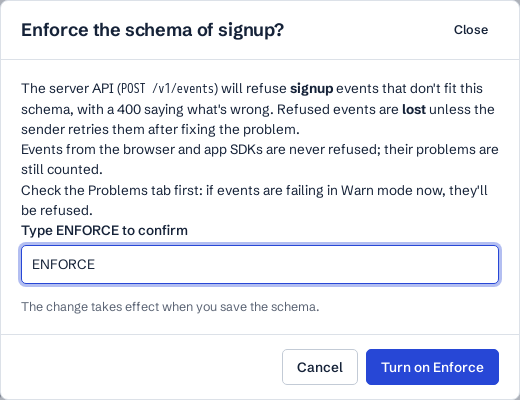 Enforce the schema of signup?
Close
The server API (POST /v1/events) will refuse signup events that don't fit this
schema, with a 400 saying what's wrong. Refused events are lost unless the
sender retries them after fixing the problem.
Events from the browser and app SDKs are never refused; their problems are
still counted.
Check the Problems tab first: if events are failing in Warn mode now, they'll
be refused.
Type ENFORCE to confirm
ENFORCE
The change takes effect when you save the schema.
Cancel
Turn on Enforce